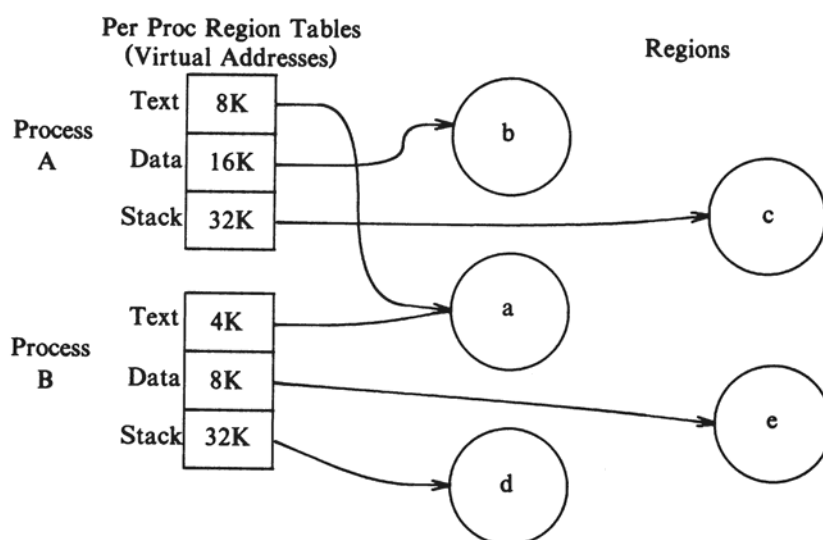 Per Proc Region Tables
(Virtual Addresses)
Regions
Process
A
Text 8K
Data 16K
Stack 32K
b
c
a
Process
B
Text 4K
Data 8K
Stack 32K
e
d